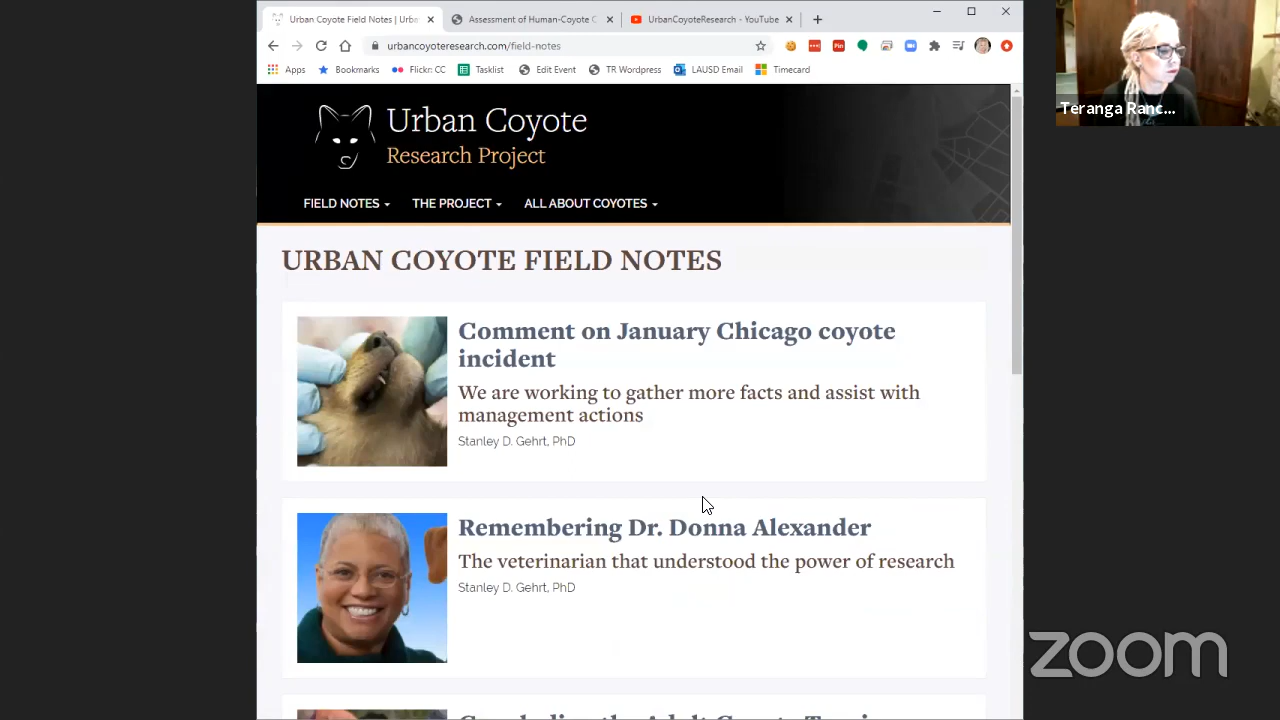 Urban Coyote Field Notes | Urba
Assessment of Human-Coyote C
UrbanCoyoteResearch - YouTube
urbancoyoteresearch.com/field-notes
Apps
Bookmarks
Flickr: CC
Tasklist
Edit Event
TR Wordpress
LAUSD Email
Timecard
Urban Coyote
Research Project
FIELD NOTES
THE PROJECT
ALL ABOUT COYOTES
URBAN COYOTE FIELD NOTES
Comment on January Chicago coyote
incident
We are working to gather more facts and assist with
management actions
Stanley D. Gehrt, PhD
Remembering Dr. Donna Alexander
The veterinarian that understood the power of research
Stanley D. Gehrt, PhD
Teranga Ranc...
zoom